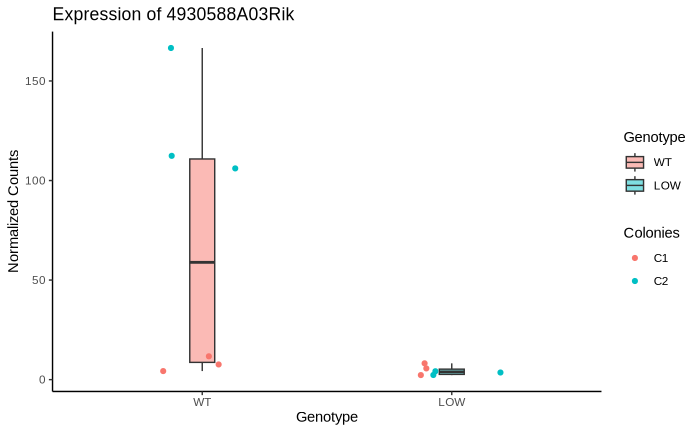 Expression of 4930588A03Rik
Normalized Counts
150
100
50
0
WT
LOW
Genotype
Genotype
WT
LOW
Colonies
C1
C2